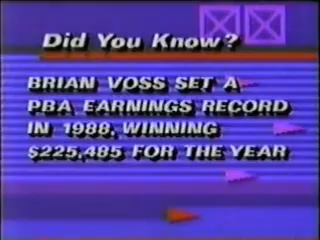 Did You Know?
BRIAN VOSS SET A
PBA EARNINGS RECORD
IN 1988, WINNING
$225,485 FOR THE YEAR